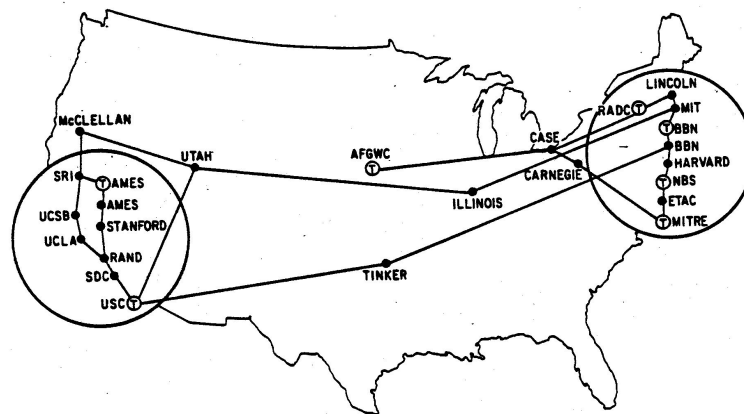 LINCOLN
McCLELLAN
RADC T
MIT
T BBN
CASE
UTAH
AFGWC
T
BBN
CARNEGIE
HARVARD
SRI
T AMES
T NBS
ILLINOIS
AMES
ETAC
UCSB
STANFORD
T MITRE
UCLA
RAND
SDC
TINKER
USC T